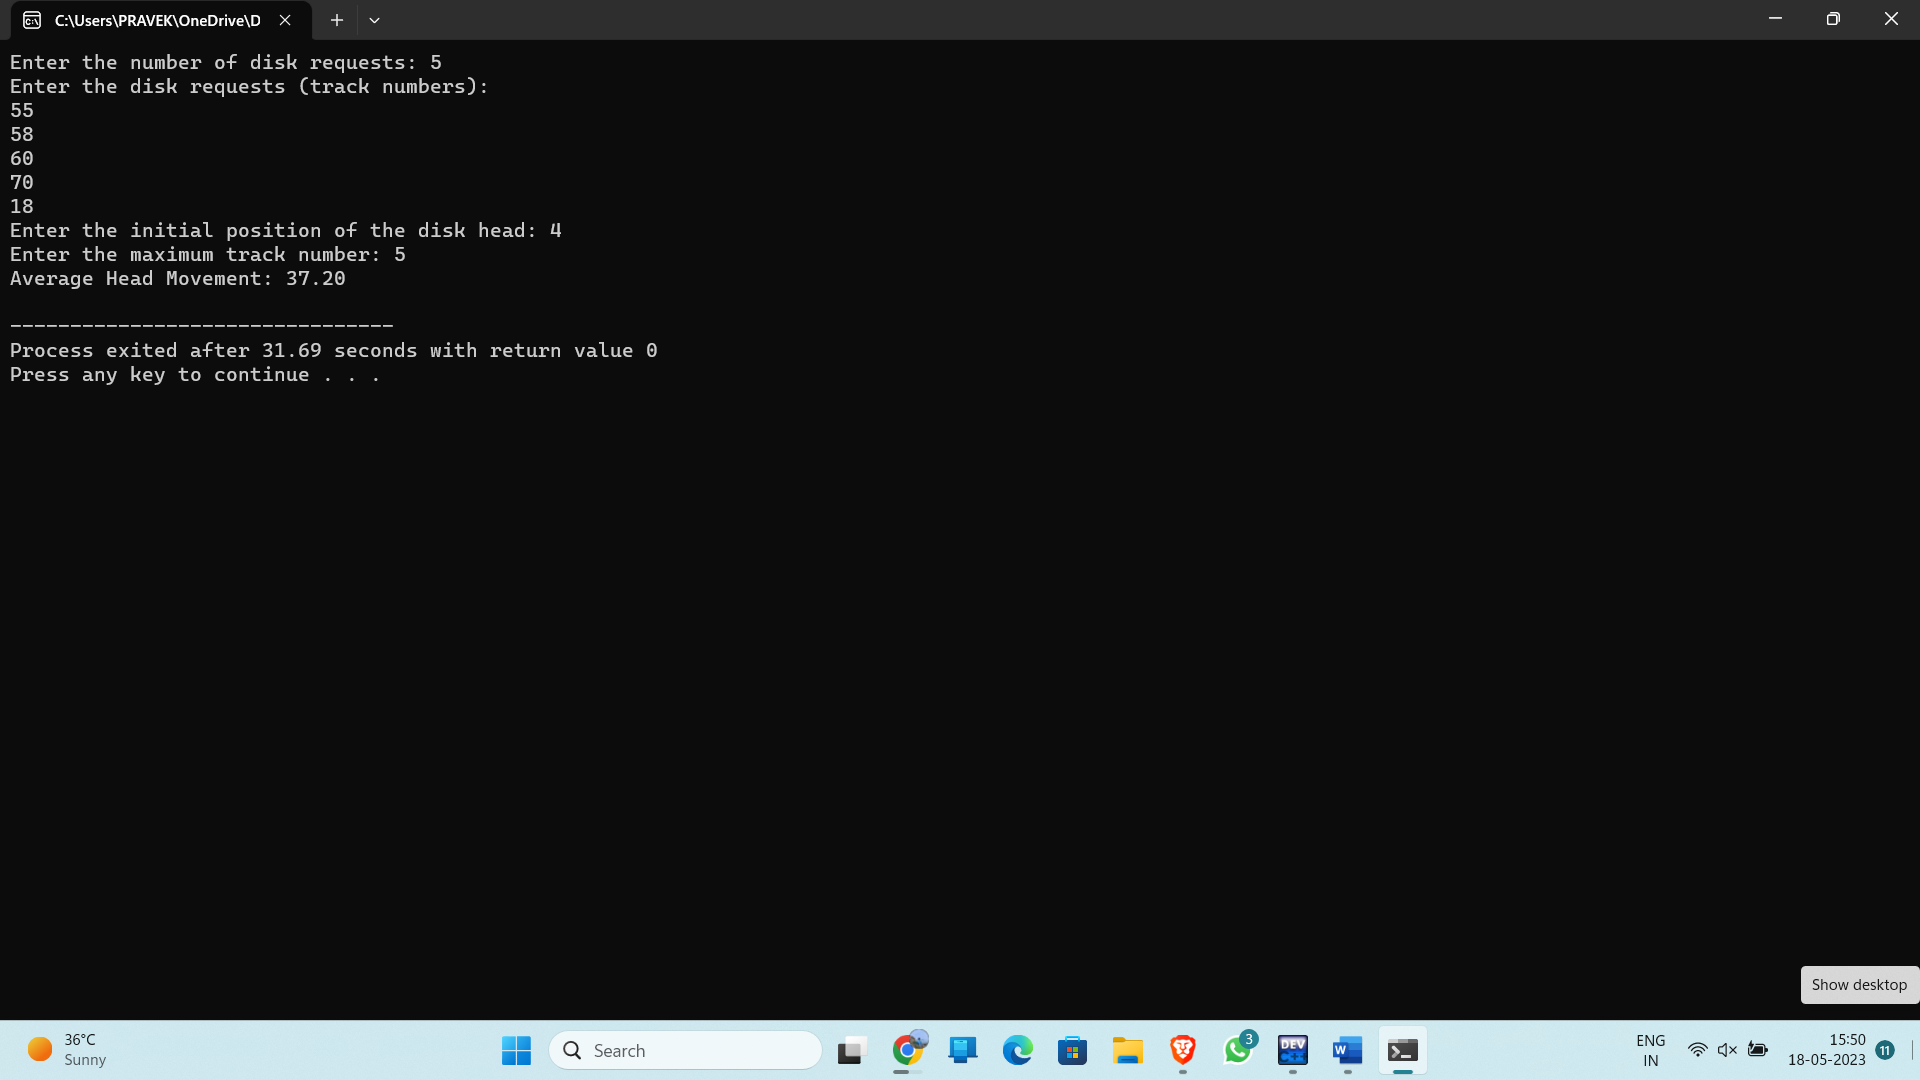 C:\Users\PRAVEK\OneDrive\D
Enter the number of disk requests: 5
Enter the disk requests (track numbers):
55
58
60
70
18
Enter the initial position of the disk head: 4
Enter the maximum track number: 5
Average Head Movement: 37.20
--------------------------------
Process exited after 31.69 seconds with return value 0
Press any key to continue . . .
Show desktop
36°C
Sunny
Search
3
DEV
C++
W
ENG
IN
15:50
18-05-2023
11